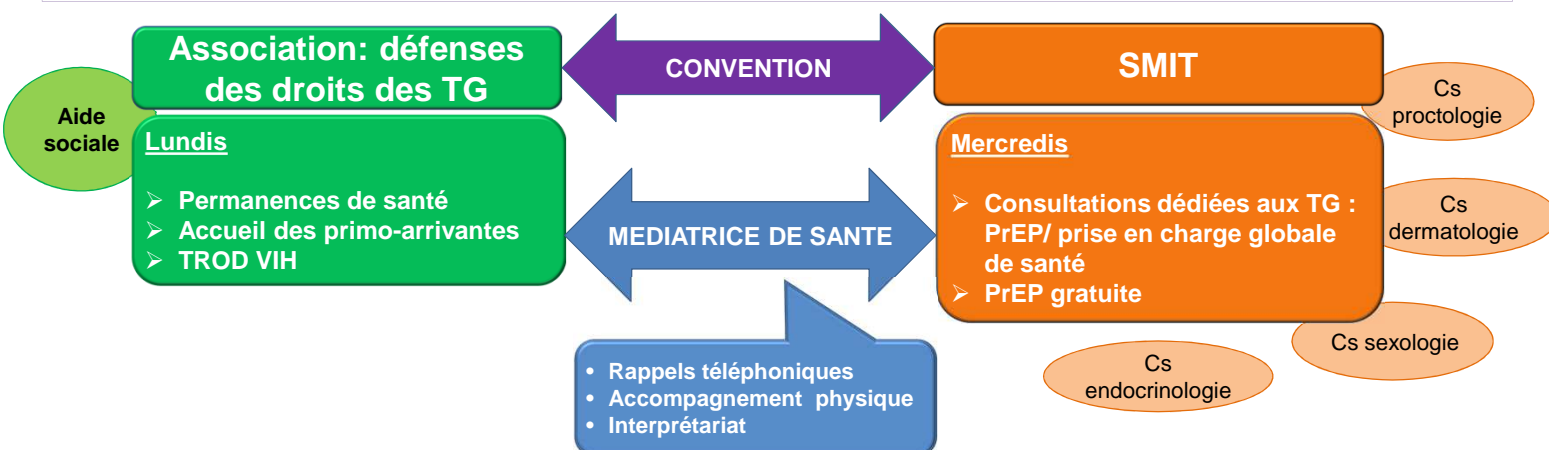 Association: défenses
des droits des TG
CONVENTION
SMIT
Aide
sociale
Lundis
➢ Permanences de santé
➢ Accueil des primo-arrivantes
➢ TROD VIH
MEDIATRICE DE SANTE
Mercredis
➢ Consultations dédiées aux TG :
PrEP/ prise en charge globale
de santé
➢ PrEP gratuite
Cs
proctologie
Cs
dermatologie
Cs sexologie
Cs
endocrinologie
• Rappels téléphoniques
• Accompagnement physique
• Interprétariat